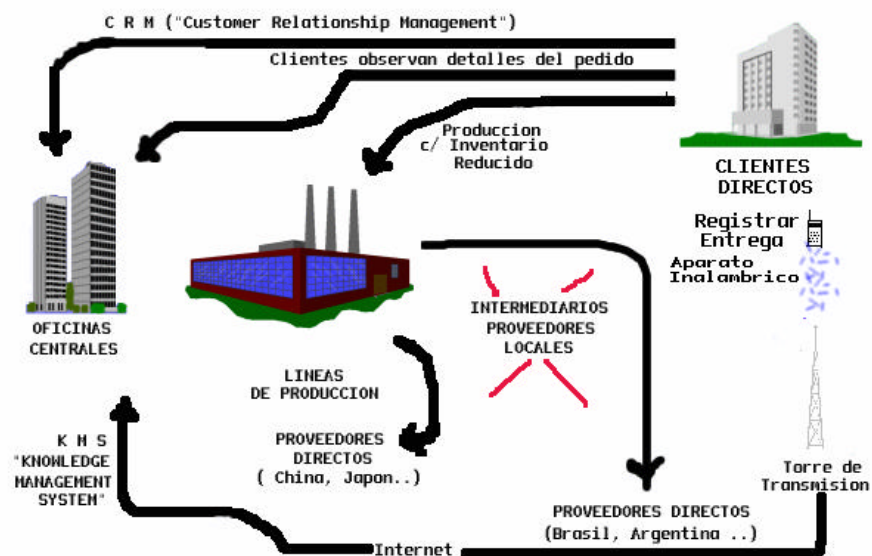 C R M ("Customer Relationship Management")
Clientes observan detalles del pedido
Produccion
c/ Inventario
Reducido
CLIENTES
DIRECTOS
Registrar
Entrega
Aparato
Inalambrico
OFICINAS
CENTRALES
INTERMEDIARIOS
PROVEEDORES
LOCALES
LINEAS
DE PRODUCCION
PROVEEDORES
DIRECTOS
( China, Japon..)
K M S
"KNOWLEDGE
MANAGEMENT
SYSTEM"
Torre de
Transmision
PROVEEDORES DIRECTOS
(Brasil, Argentina ..)
Internet